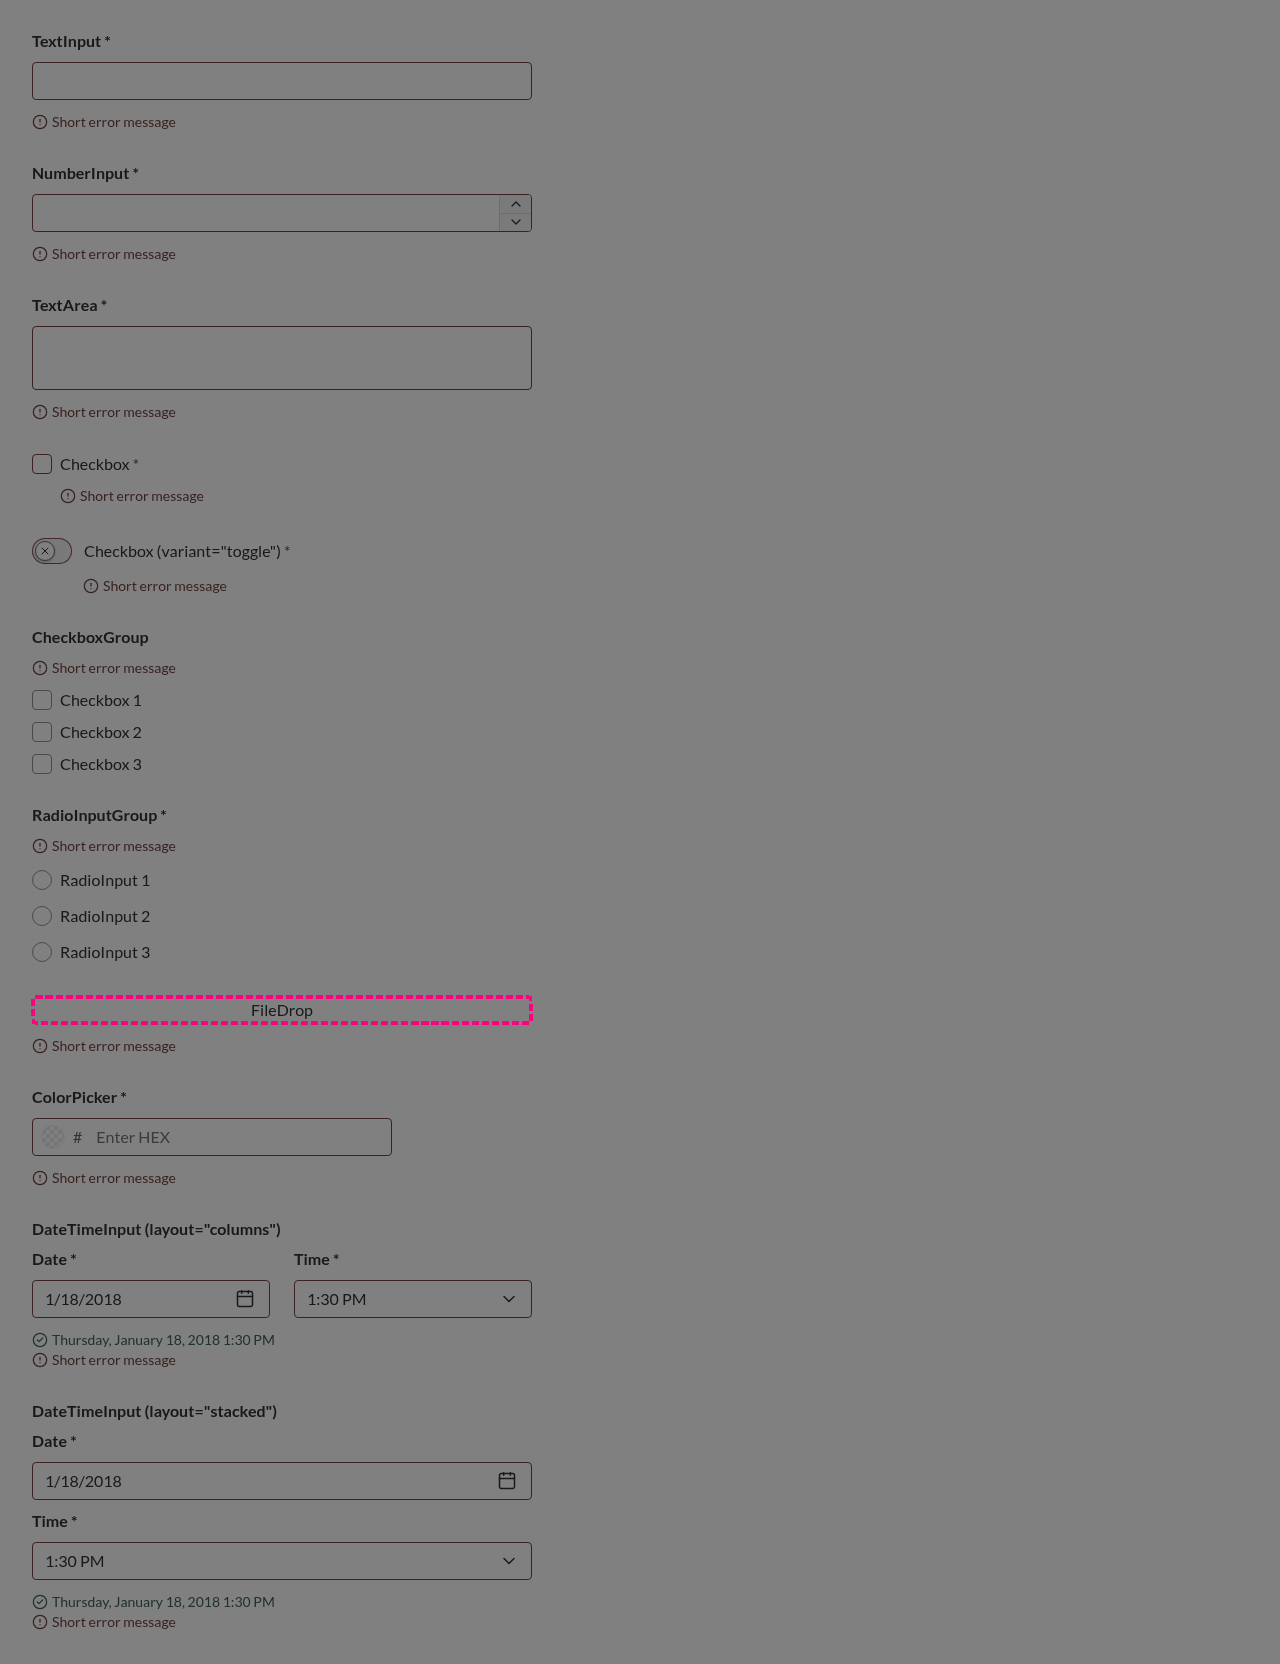 TextInput *
Short error message
NumberInput *
Short error message
TextArea *
Short error message
Checkbox *
Short error message
Checkbox (variant="toggle") *
Short error message
CheckboxGroup
Short error message
Checkbox 1
Checkbox 2
Checkbox 3
RadioInputGroup *
Short error message
RadioInput 1
RadioInput 2
RadioInput 3
FileDrop
Short error message
ColorPicker *
# Enter HEX
Short error message
DateTimeInput (layout="columns")
Date * Time *
1/18/2018 1:30 PM
Thursday, January 18, 2018 1:30 PM
Short error message
DateTimeInput (layout="stacked")
Date *
1/18/2018
Time *
1:30 PM
Thursday, January 18, 2018 1:30 PM
Short error message